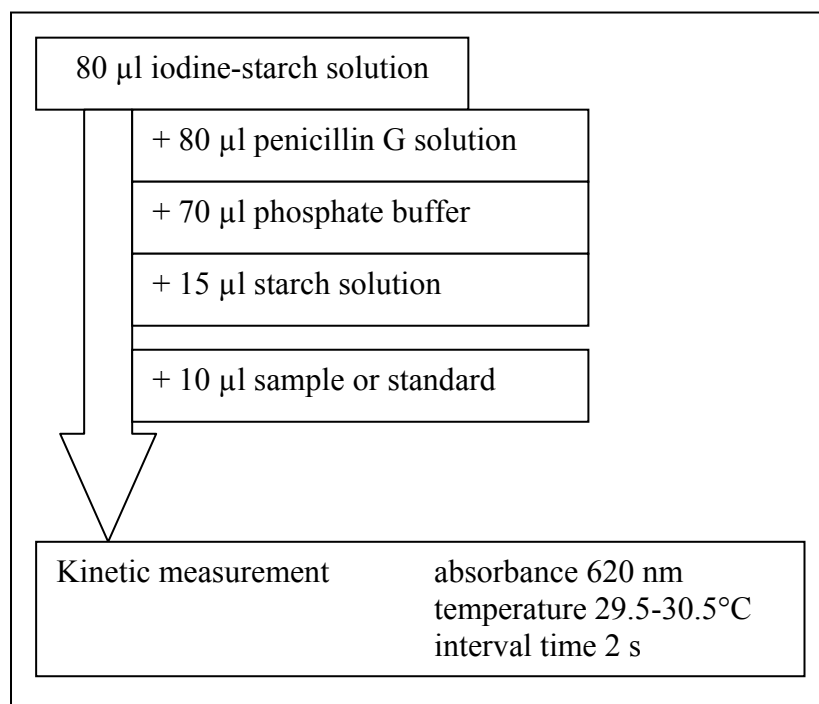 80 µl iodine-starch solution
+ 80 µl penicillin G solution
+ 70 µl phosphate buffer
+ 15 µl starch solution
+ 10 µl sample or standard
Kinetic measurement absorbance 620 nm
temperature 29.5-30.5°C
interval time 2 s